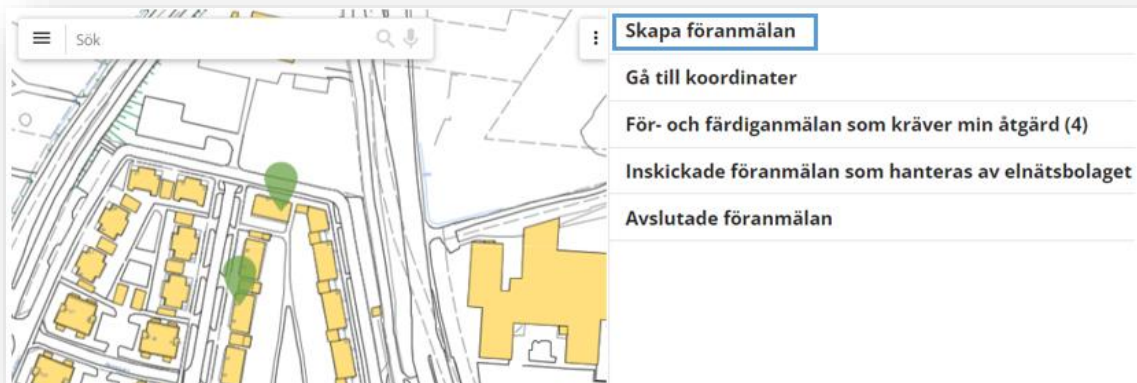 Sök
Skapa föranmälan
Gå till koordinater
För- och färdiganmälan som kräver min åtgärd (4)
Inskickade föranmälan som hanteras av elnätsbolaget
Avslutade föranmälan